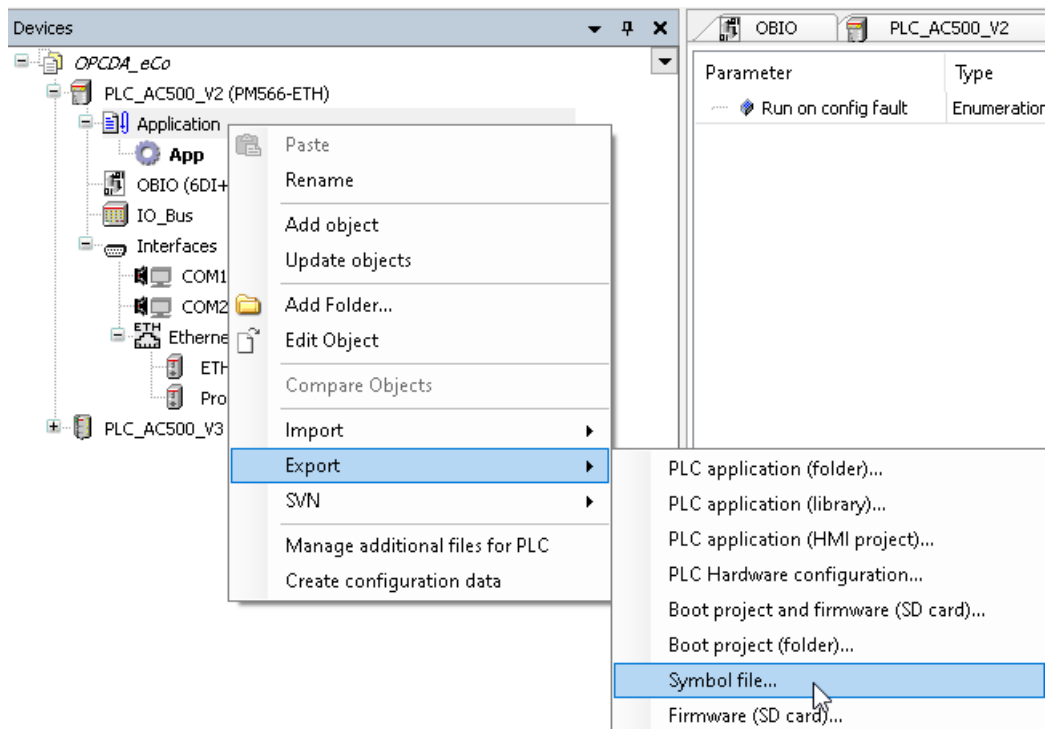 Devices
OPCDA_eCo
PLC_AC500_V2 (PM566-ETH)
Application
App
OBIO (6DI+
IO_Bus
Interfaces
COM1
COM2
ETH
Etherne
ETH
Pro
PLC_AC500_V3
Paste
Rename
Add object
Update objects
Add Folder...
Edit Object
Compare Objects
Import
Export
SVN
Manage additional files for PLC
Create configuration data
PLC application (folder)...
PLC application (library)...
PLC application (HMI project)...
PLC Hardware configuration...
Boot project and firmware (SD card)...
Boot project (folder)...
Symbol file...
Firmware (SD card)...
OBIO
PLC_AC500_V2
Parameter Type
Run on config fault Enumeration